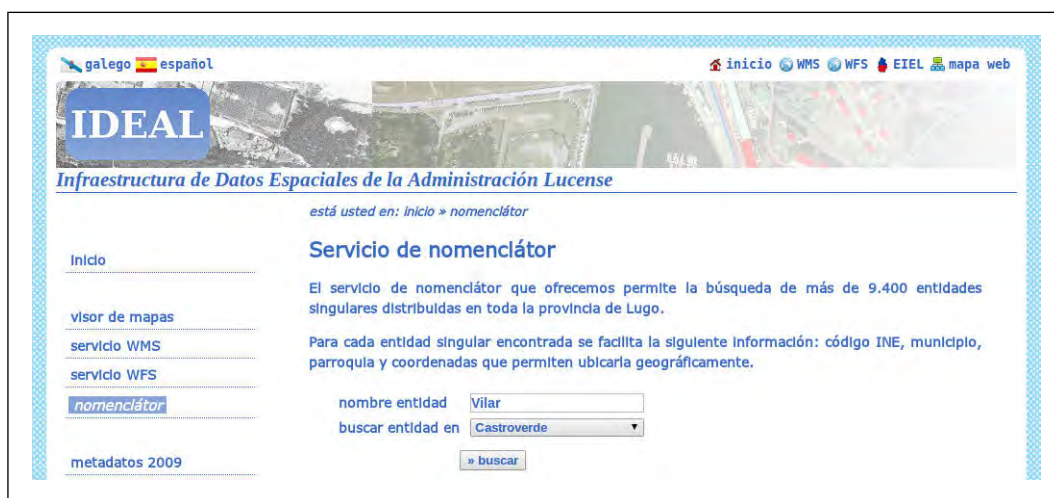 galego español
inicio WMS WFS EIEL mapa web
IDEAL
Infraestructura de Datos Espaciales de la Administración Lucense
está usted en: inicio » nomenclátor
inicio
visor de mapas
servicio WMS
servicio WFS
nomenclátor
metadatos 2009
Servicio de nomenclátor
El servicio de nomenclátor que ofrecemos permite la búsqueda de más de 9.400 entidades
singulares distribuidas en toda la provincia de Lugo.
Para cada entidad singular encontrada se facilita la siguiente información: código INE, municipio,
parroquia y coordenadas que permiten ubicarla geográficamente.
nombre entidad Vilar
buscar entidad en Castroverde
» buscar